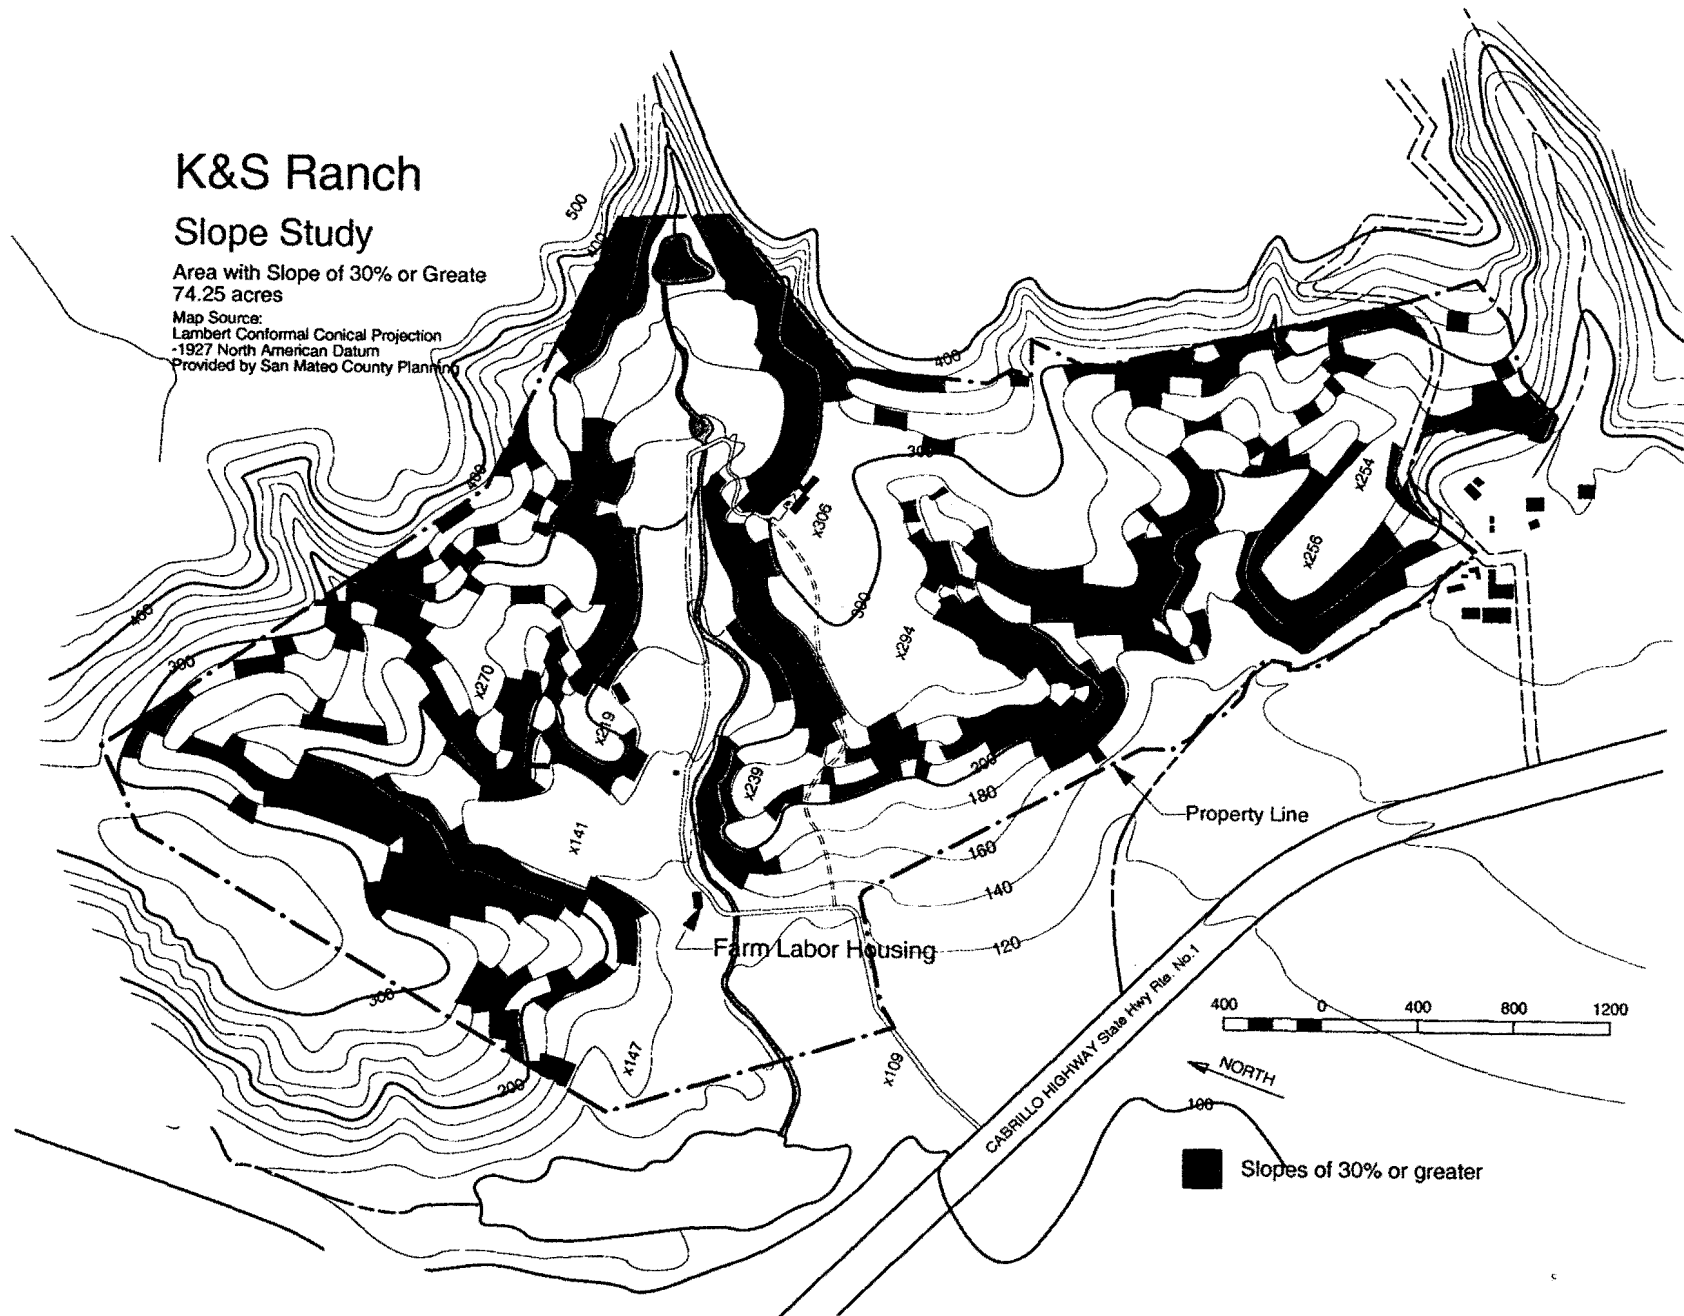 K&S Ranch
Slope Study
Area with Slope of 30% or Greate
74.25 acres
Map Source:
Lambert Conformal Conical Projection
-1927 North American Datum
Provided by San Mateo County Planning
500
400
400
400
300
300
400
300
x254
x256
x306
300
x294
x270
x219
x239
200
180
160
140
120
x141
Property Line
Farm Labor Housing
300
200
x147
x109
CABRILLO HIGHWAY State Hwy Rte. No.1
400 0 400 800 1200
NORTH
100
Slopes of 30% or greater